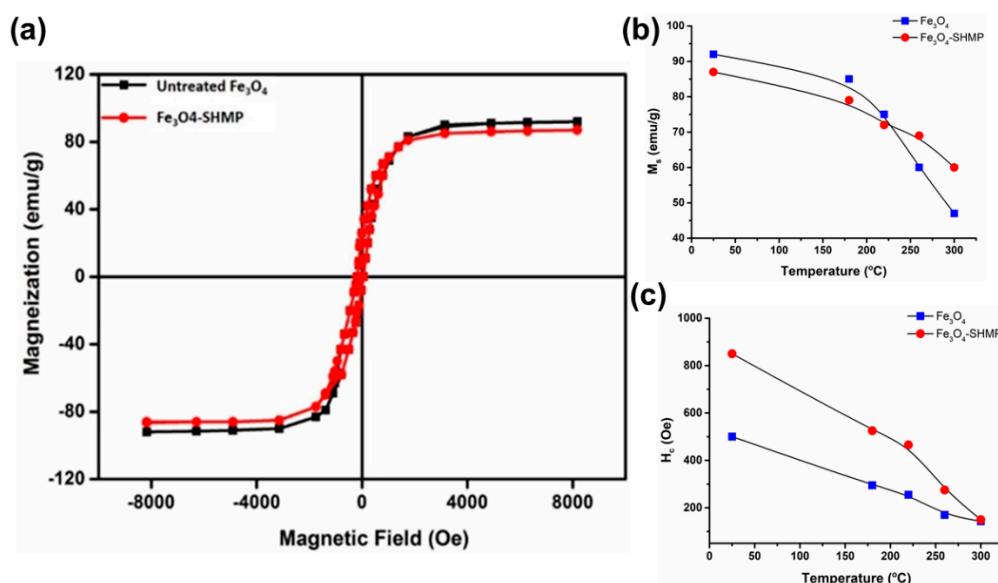 (a)
120
80
40
0
-40
-80
-120
Magneization (emu/g)
Untreated Fe₃O₄
Fe₃O4-SHMP
-8000 -4000 0 4000 8000
Magnetic Field (Oe)
(b)
Fe₃O₄
Fe₃O₄-SHMP
100
90
80
70
60
50
40
Mₛ (emu/g)
0 50 100 150 200 250 300
Temperature (ºC)
(c)
Fe₃O₄
Fe₃O₄-SHMP
1000
800
600
400
200
H꜀ (Oe)
0 50 100 150 200 250 300
Temperature (ºC)